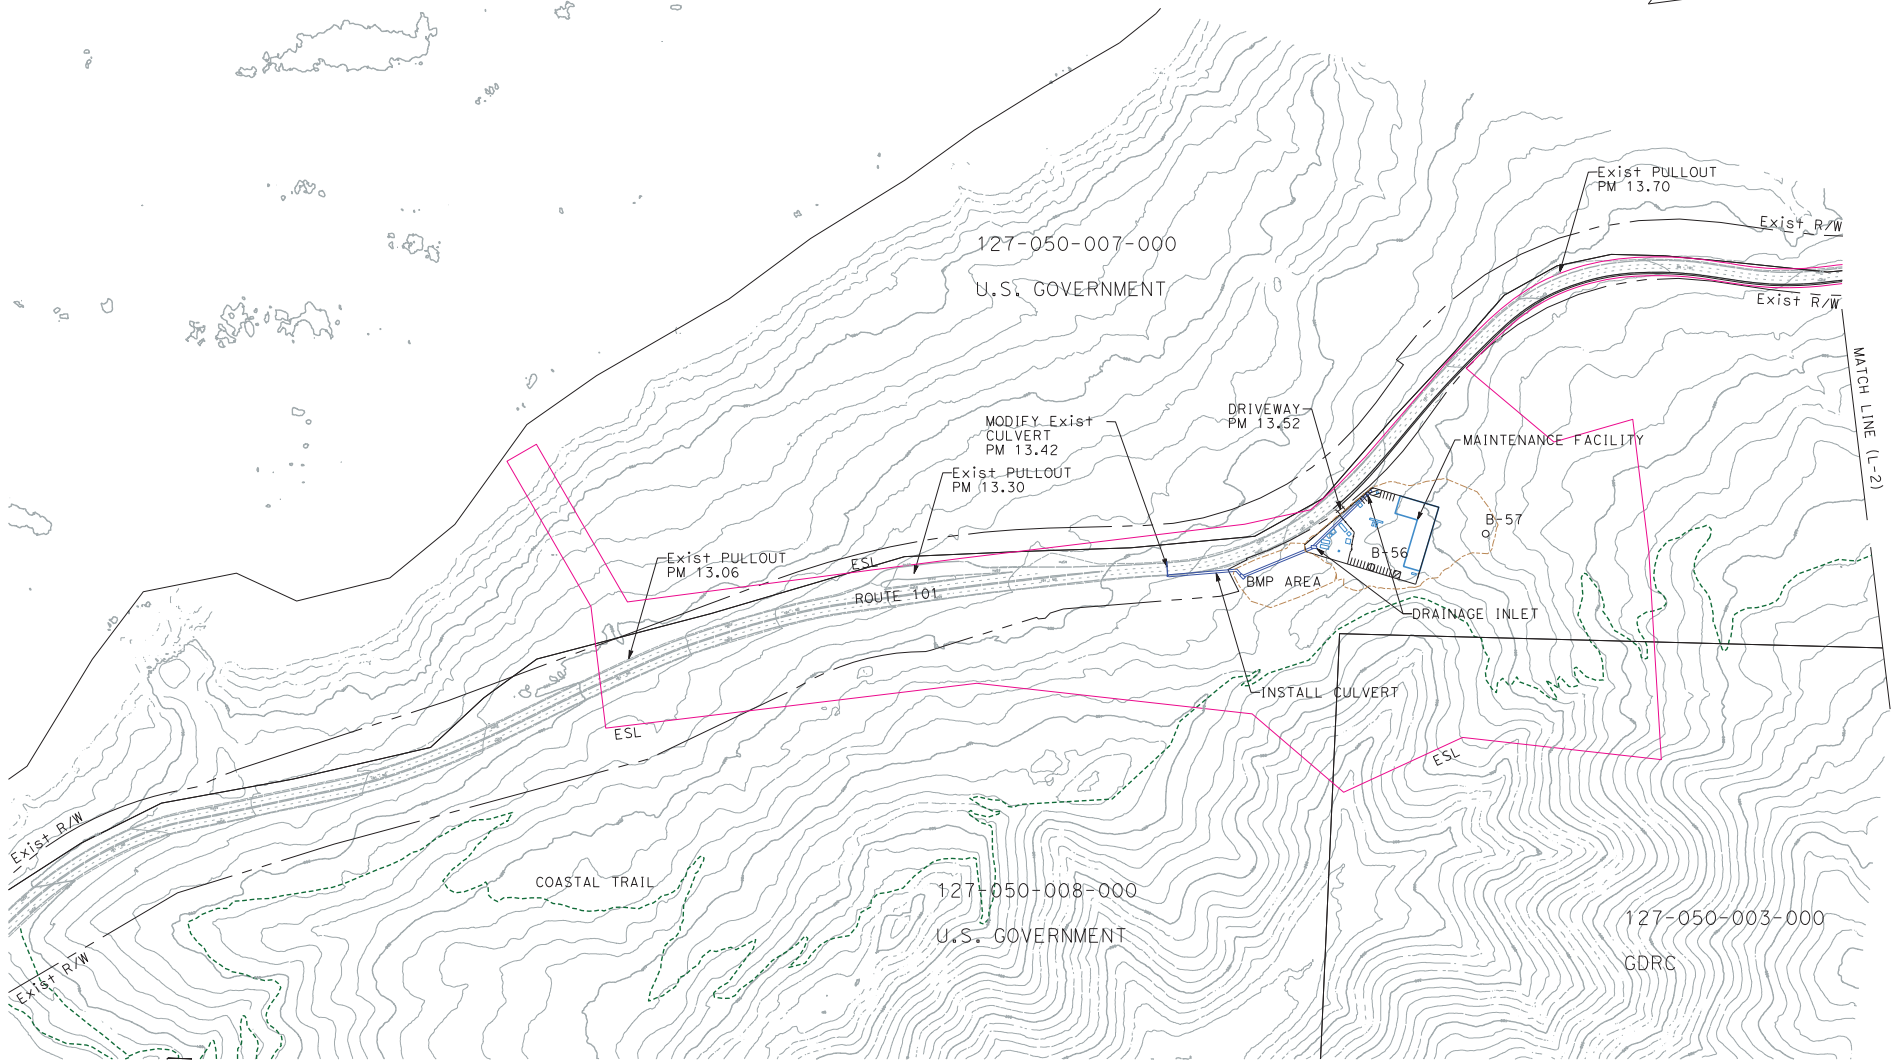 Exist PULLOUT
PM 13.70
Exist R/W
127-050-007-000
U.S. GOVERNMENT
Exist R/W
MATCH LINE (L-2)
DRIVEWAY
PM 13.52
MODIFY Exist
CULVERT
PM 13.42
MAINTENANCE FACILITY
Exist PULLOUT
PM 13.30
B-57
B-56
Exist PULLOUT
PM 13.06
ESL
BMP AREA
ROUTE 101
DRAINAGE INLET
INSTALL CULVERT
ESL
ESL
Exist R/W
COASTAL TRAIL
127-050-008-000
U.S. GOVERNMENT
127-050-003-000
GDRC
Exist R/W